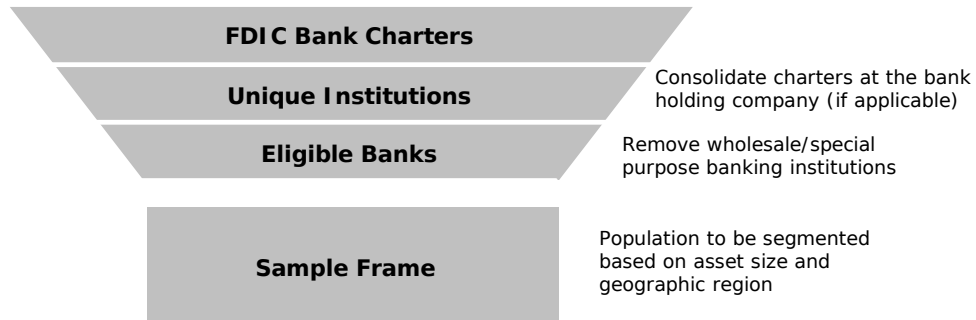 FDIC Bank Charters
Unique Institutions
Consolidate charters at the bank
holding company (if applicable)
Eligible Banks
Remove wholesale/special
purpose banking institutions
Sample Frame
Population to be segmented
based on asset size and
geographic region